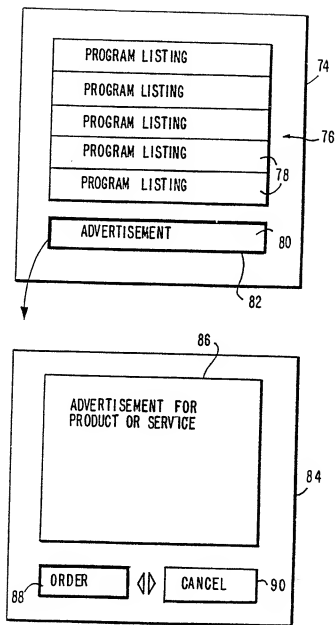 PROGRAM LISTING
74
PROGRAM LISTING
PROGRAM LISTING
76
PROGRAM LISTING
78
PROGRAM LISTING
ADVERTISEMENT 80
82
86
ADVERTISEMENT FOR
PRODUCT OR SERVICE
84
ORDER
CANCEL
88
90